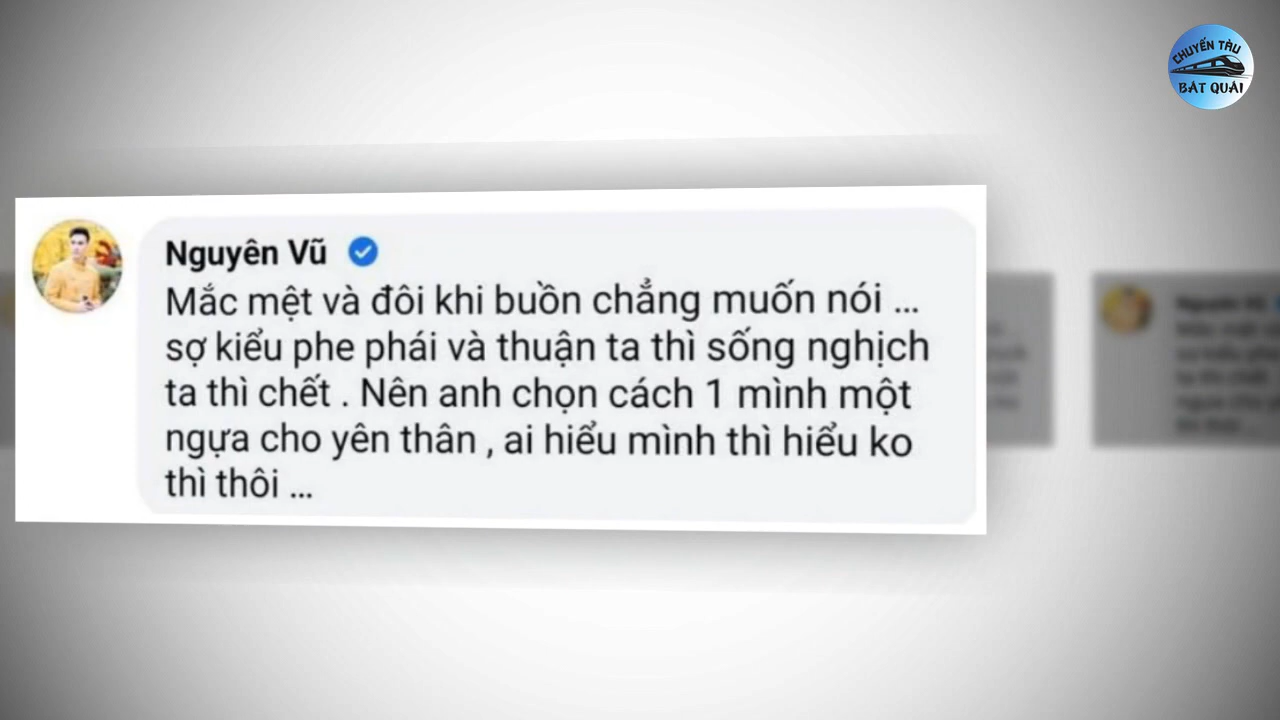 CHUYẾN TÀU
BÁT QUÁI
Nguyên Vũ
Mắc mệt và đôi khi buồn chẳng muốn nói ...
sợ kiểu phe phái và thuận ta thì sống nghịch
ta thì chết . Nên anh chọn cách 1 mình một
ngựa cho yên thân , ai hiểu mình thì hiểu ko
thì thôi ...